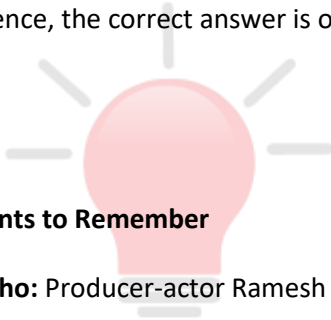 ence, the correct answer is o
nts to Remember
ho: Producer-actor Ramesh